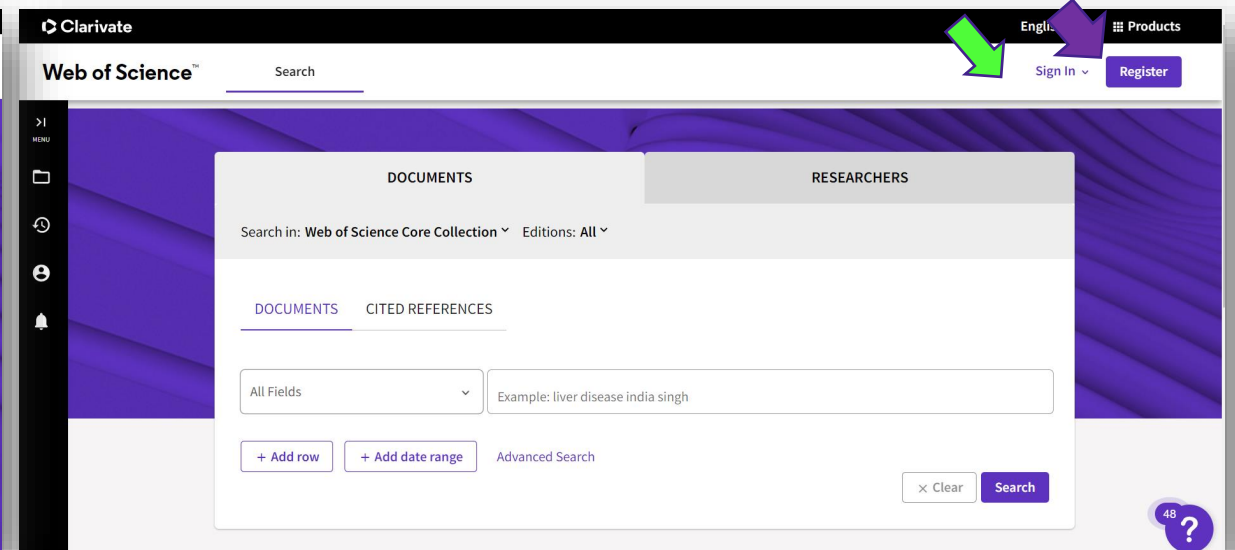 Clarivate
Products
Web of Science™
Search
Sign In
Register
MENU
DOCUMENTS
RESEARCHERS
Search in: Web of Science Core Collection Editions: All
DOCUMENTS
CITED REFERENCES
All Fields
Example: liver disease india singh
+ Add row
+ Add date range
Advanced Search
× Clear
Search
48
?